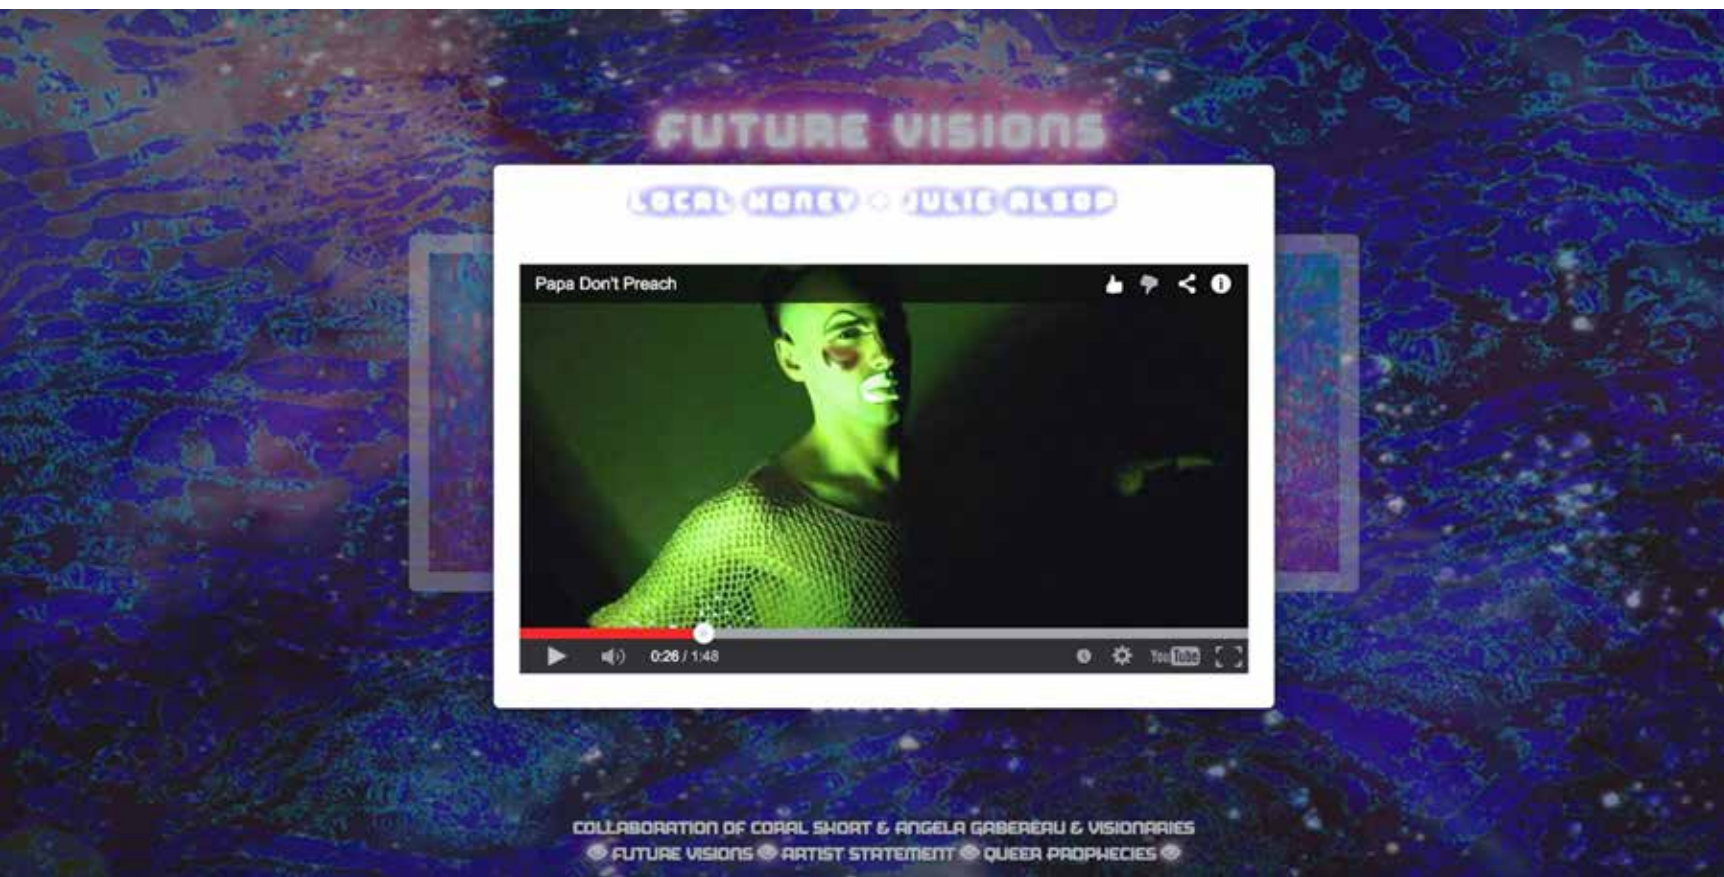 FUTURE VISIONS
LOCAL HONEY + JULIE ALSOP
Papa Don't Preach
0:26 / 1:48
YouTube
COLLABORATION OF CORAL SHORT & ANGELA GABEREAU & VISIONARIES
FUTURE VISIONS ARTIST STATEMENT QUEER PROPHECIES